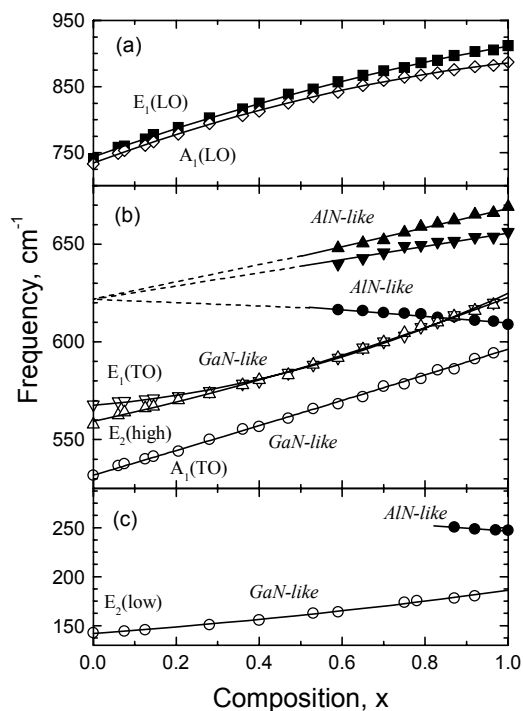 (a)
950
850
750
E₁(LO)
A₁(LO)
(b)
AlN-like
650
AlN-like
600
GaN-like
E₁(TO)
550
E₂(high)
GaN-like
A₁(TO)
(c)
AlN-like
250
200
GaN-like
E₂(low)
150
0.0 0.2 0.4 0.6 0.8 1.0
Composition, x
Frequency, cm⁻¹